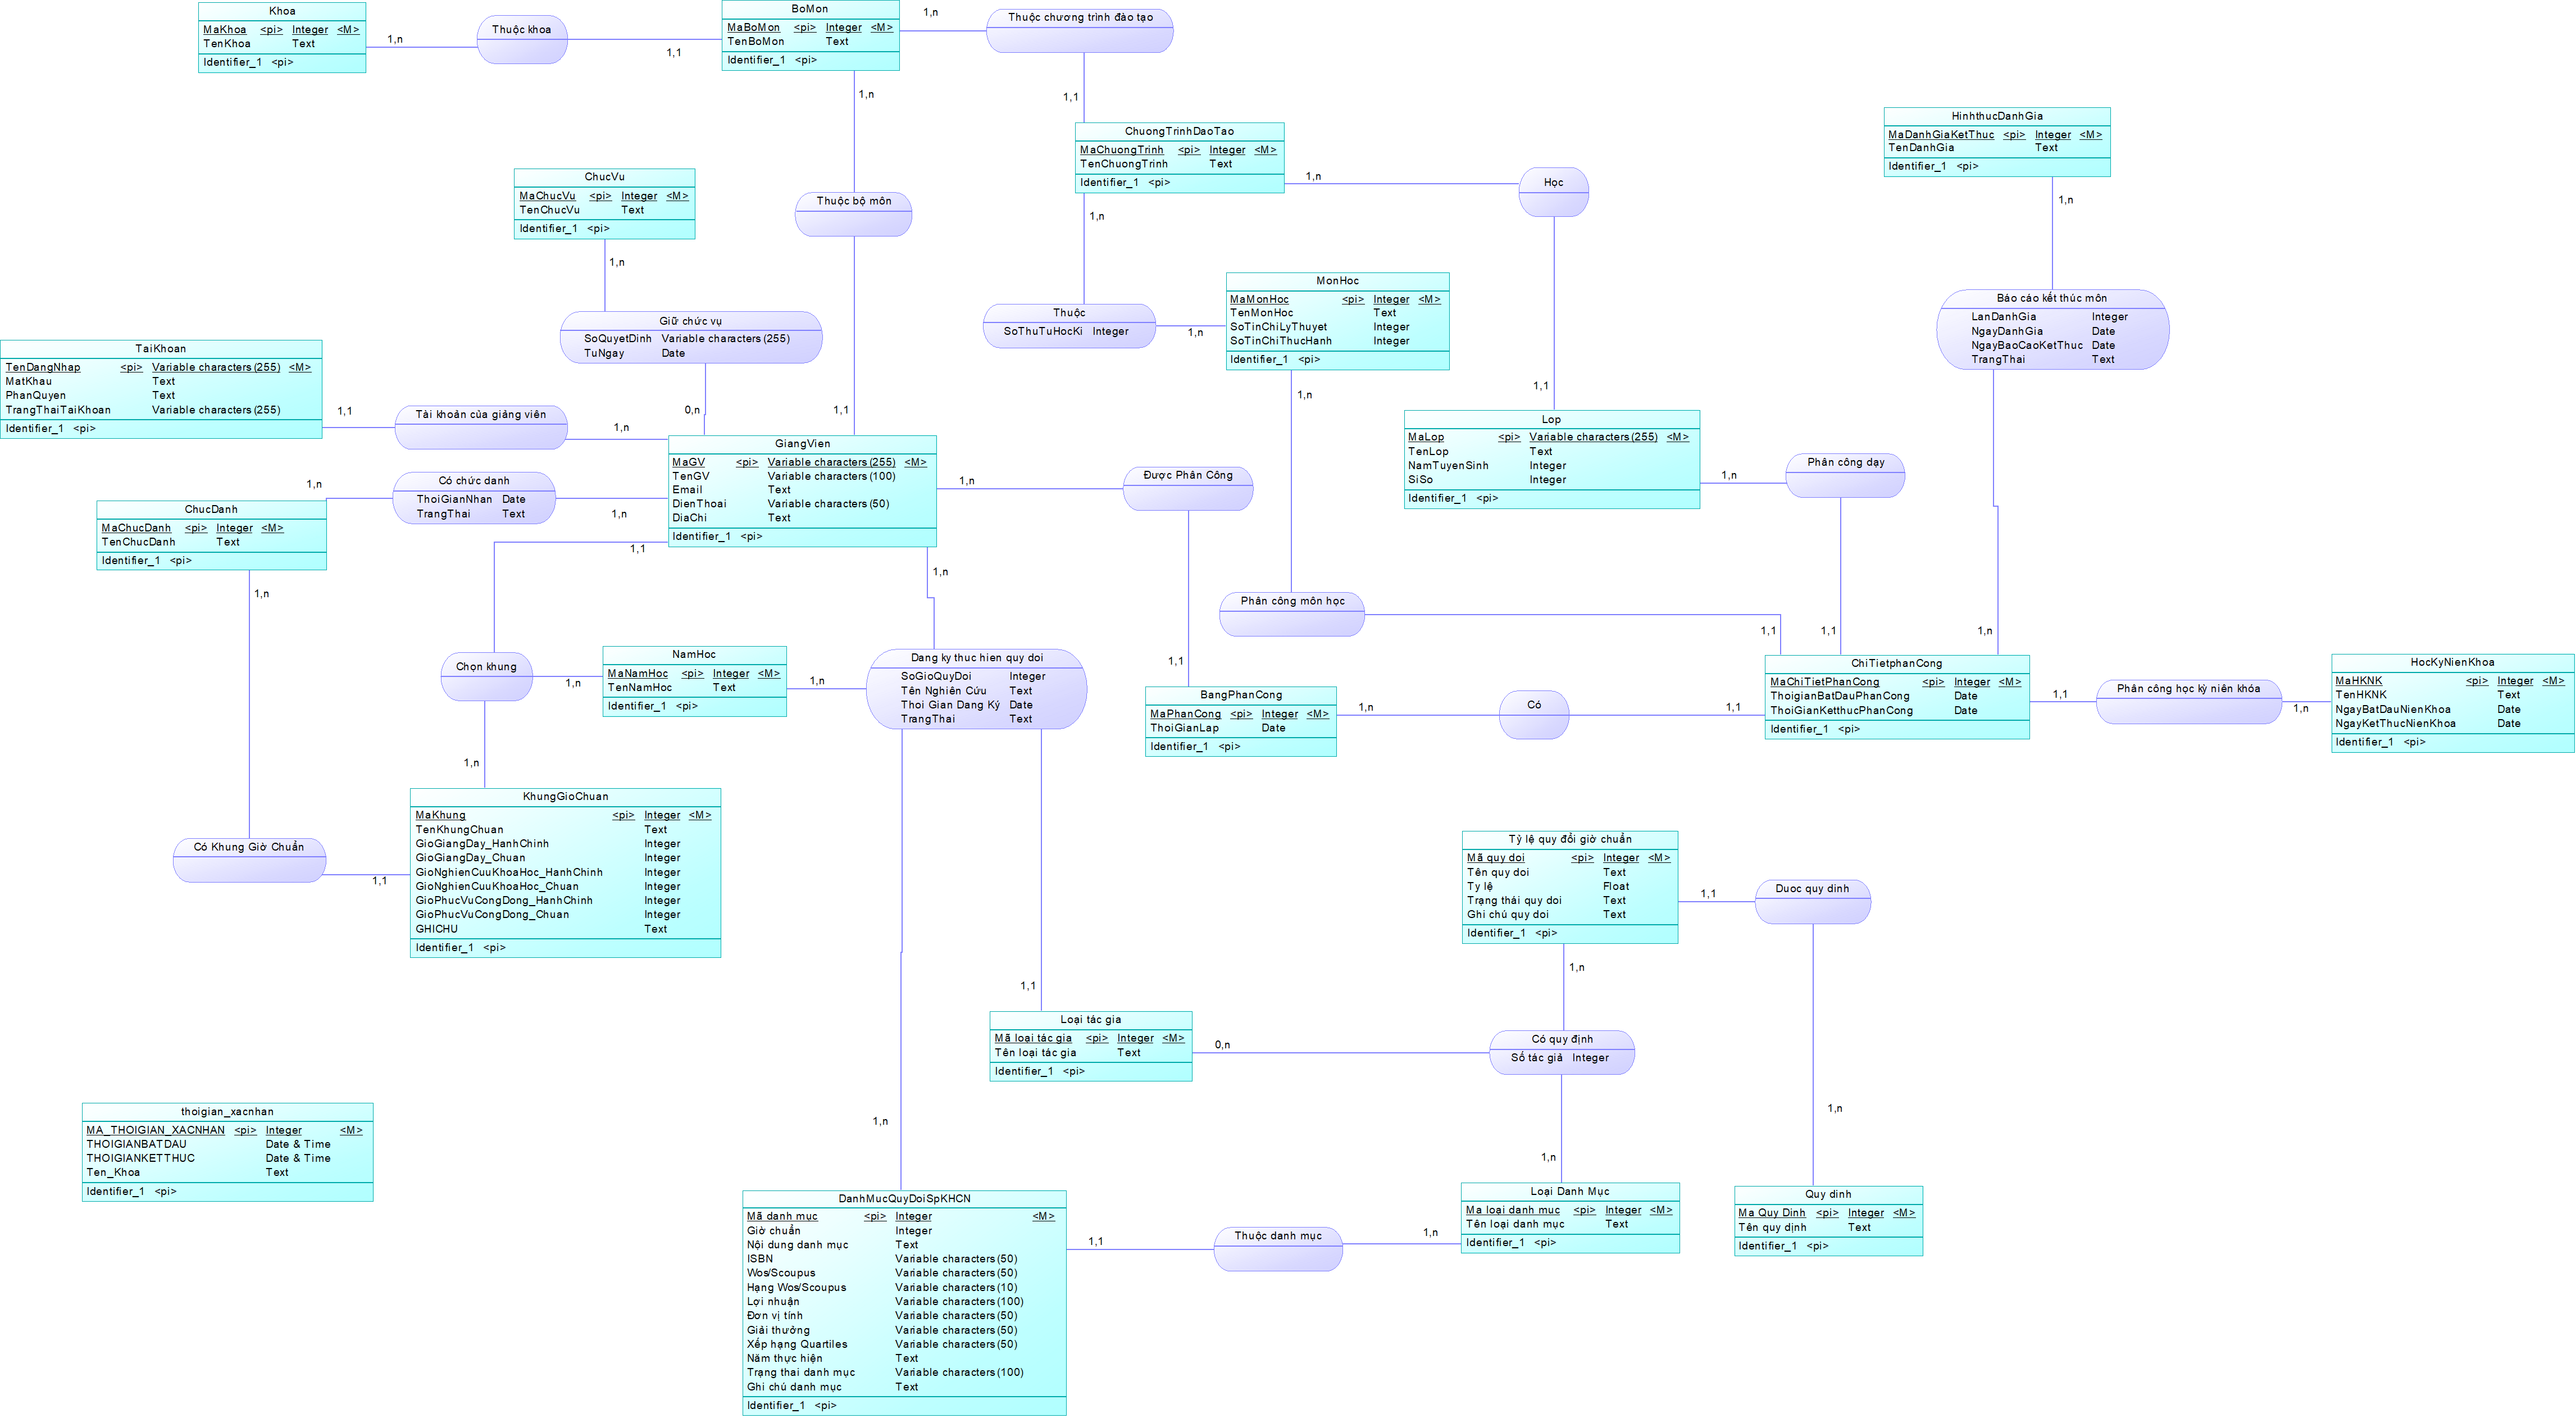 Khoa
MaKhoa <pi> Integer <M>
TenKhoa Text
Identifier_1 <pi>
1,n
Thuộc khoa
1,1
BoMon
MaBoMon <pi> Integer <M>
TenBoMon Text
Identifier_1 <pi>
1,n
Thuộc chương trình đào tạo
1,1
1,n
ChuongTrinhDaoTao
MaChuongTrinh <pi> Integer <M>
TenChuongTrinh Text
Identifier_1 <pi>
1,n
Học
1,n
HinhthucDanhGia
MaDanhGiaKetThuc <pi> Integer <M>
TenDanhGia Text
Identifier_1 <pi>
1,n
ChucVu
MaChucVu <pi> Integer <M>
TenChucVu Text
Identifier_1 <pi>
1,n
Thuộc bộ môn
1,1
Giữ chức vụ
SoQuyetDinh Variable characters (255)
TuNgay Date
0,n
Thuộc
SoThuTuHocKi Integer
1,n
MonHoc
MaMonHoc <pi> Integer <M>
TenMonHoc Text
SoTinChiLyThuyet Integer
SoTinChiThucHanh Integer
Identifier_1 <pi>
1,n
1,1
Báo cáo kết thúc môn
LanDanhGia Integer
NgayDanhGia Date
NgayBaoCaoKetThuc Date
TrangThai Text
1,n
TaiKhoan
TenDangNhap <pi> Variable characters (255) <M>
MatKhau Text
PhanQuyen Text
TrangThaiTaiKhoan Variable characters (255)
Identifier_1 <pi>
1,1
Tài khoản của giảng viên
1,n
GiangVien
MaGV <pi> Variable characters (255) <M>
TenGV Variable characters (100)
Email Text
DienThoai Variable characters (50)
DiaChi Text
Identifier_1 <pi>
1,n
Được Phân Công
1,1
Lop
MaLop <pi> Variable characters (255) <M>
TenLop Text
NamTuyenSinh Integer
SiSo Integer
Identifier_1 <pi>
1,n
Phân công dạy
1,1
1,n
Có chức danh
ThoiGianNhan Date
TrangThai Text
1,n
ChucDanh
MaChucDanh <pi> Integer <M>
TenChucDanh Text
Identifier_1 <pi>
1,n
1,1
1,n
Phân công môn học
1,1
Chọn khung
1,n
1,n
NamHoc
MaNamHoc <pi> Integer <M>
TenNamHoc Text
Identifier_1 <pi>
1,n
Dang ky thuc hien quy doi
SoGioQuyDoi Integer
Tên Nghiên Cứu Text
Thoi Gian Dang Ký Date
TrangThai Text
BangPhanCong
MaPhanCong <pi> Integer <M>
ThoiGianLap Date
Identifier_1 <pi>
1,n
Có
1,1
ChiTietphanCong
MaChiTietPhanCong <pi> Integer <M>
ThoigianBatDauPhanCong Date
ThoiGianKetthucPhanCong Date
Identifier_1 <pi>
1,1
Phân công học kỳ niên khóa
1,n
HocKyNienKhoa
MaHKNK <pi> Integer <M>
TenHKNK Text
NgayBatDauNienKhoa Date
NgayKetThucNienKhoa Date
Identifier_1 <pi>
Có Khung Giờ Chuẩn
1,1
KhungGioChuan
MaKhung <pi> Integer <M>
TenKhungChuan Text
GioGiangDay_HanhChinh Integer
GioGiangDay_Chuan Integer
GioNghienCuuKhoaHoc_HanhChinh Integer
GioNghienCuuKhoaHoc_Chuan Integer
GioPhucVuCongDong_HanhChinh Integer
GioPhucVuCongDong_Chuan Integer
GHICHU Text
Identifier_1 <pi>
Tỷ lệ quy đổi giờ chuẩn
Mã quy doi <pi> Integer <M>
Tên quy doi Text
Ty lệ Float
Trạng thái quy doi Text
Ghi chú quy doi Text
Identifier_1 <pi>
1,1
Duoc quy dinh
1,n
1,n
1,1
Loại tác gia
Mã loại tác gia <pi> Integer <M>
Tên loại tác gia Text
Identifier_1 <pi>
0,n
Có quy định
Số tác giả Integer
1,n
thoigian_xacnhan
MA_THOIGIAN_XACNHAN <pi> Integer <M>
THOIGIANBATDAU Date & Time
THOIGIANKETTHUC Date & Time
Ten_Khoa Text
Identifier_1 <pi>
1,n
DanhMucQuyDoiSpKHCN
Mã danh mục <pi> Integer <M>
Giờ chuẩn Integer
Nội dung danh mục Text
ISBN Variable characters (50)
Wos/Scoupus Variable characters (50)
Hạng Wos/Scoupus Variable characters (10)
Lợi nhuận Variable characters (100)
Đơn vị tính Variable characters (50)
Giải thưởng Variable characters (50)
Xếp hạng Quartiles Variable characters (50)
Năm thực hiện Text
Trạng thai danh mục Variable characters (100)
Ghi chú danh mục Text
Identifier_1 <pi>
1,1
Thuộc danh mục
1,n
Loại Danh Mục
Ma loại danh muc <pi> Integer <M>
Tên loại danh mục Text
Identifier_1 <pi>
Quy dinh
Ma Quy Dinh <pi> Integer <M>
Tên quy dịnh Text
Identifier_1 <pi>